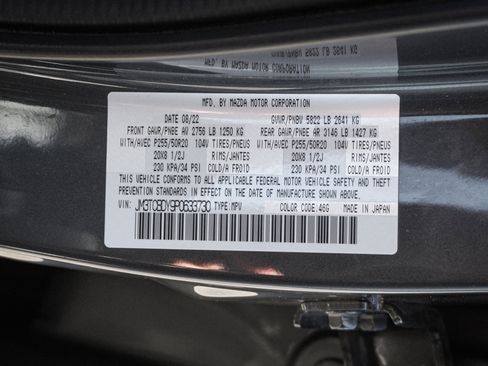 MFD. BY MAZDA MOTOR CORPORATION
DATE 08/22 GVWR/PNBV 5822 LB 2641 KG
FRONT GAWR/PNBE AV 2756 LB 1250 KG REAR GAWR/PNBE AR 3146 LB 1427 KG
WITH/AVEC P255/50R20 104V TIRES/PNEU WITH/AVEC P255/50R20 104V TIRES/PNEU
20X8 1/2J RIMS/JANTES 20X8 1/2J RIMS/JANTES
230 KPA/34 PSI COLD/A FROID 230 KPA/34 PSI COLD/A FROID
THIS VEHICLE CONFORMS TO ALL APPLICABLE FEDERAL MOTOR VEHICLE SAFETY AND
THEFT PREVENTION STANDARDS IN EFFECT ON THE DATE OF MANUFACTURE SHOWN ABOVE.
VIN: JM3TCBDY9P0633730 TYPE:MPV COLOR CODE:46G MADE IN JAPAN